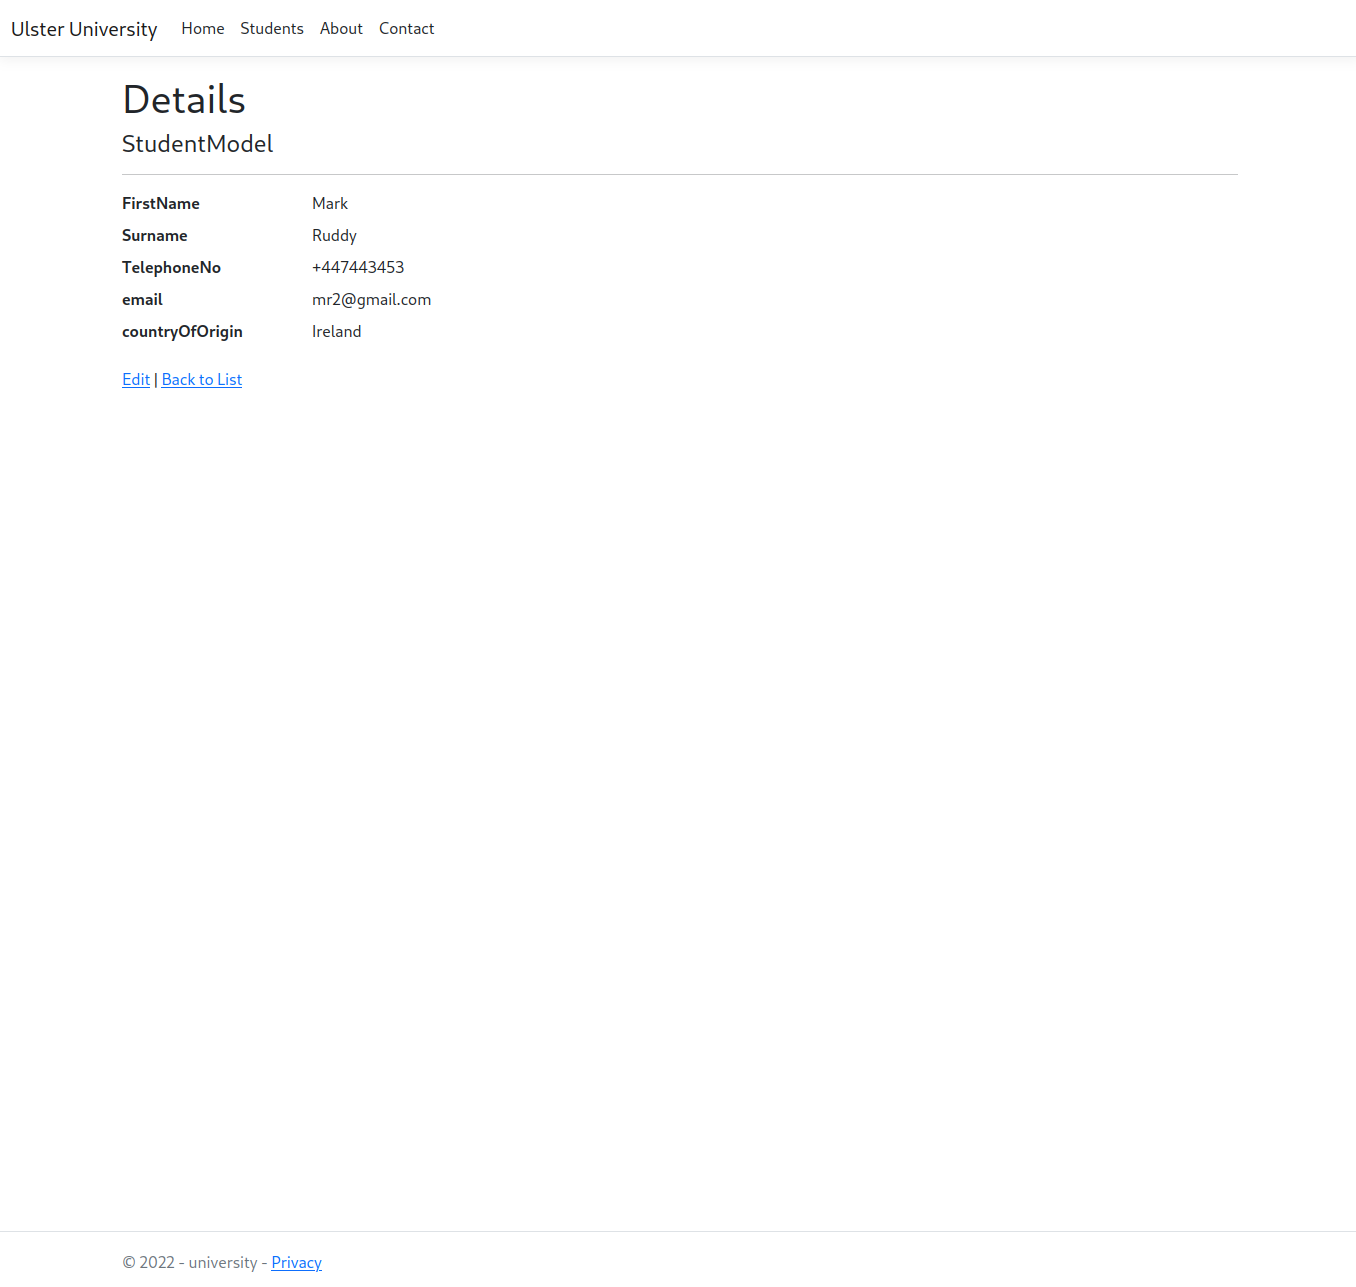 Ulster University Home Students About Contact
Details
StudentModel
FirstName Mark
Surname Ruddy
TelephoneNo +447443453
email mr2@gmail.com
countryOfOrigin Ireland
Edit | Back to List
© 2022 - university - Privacy